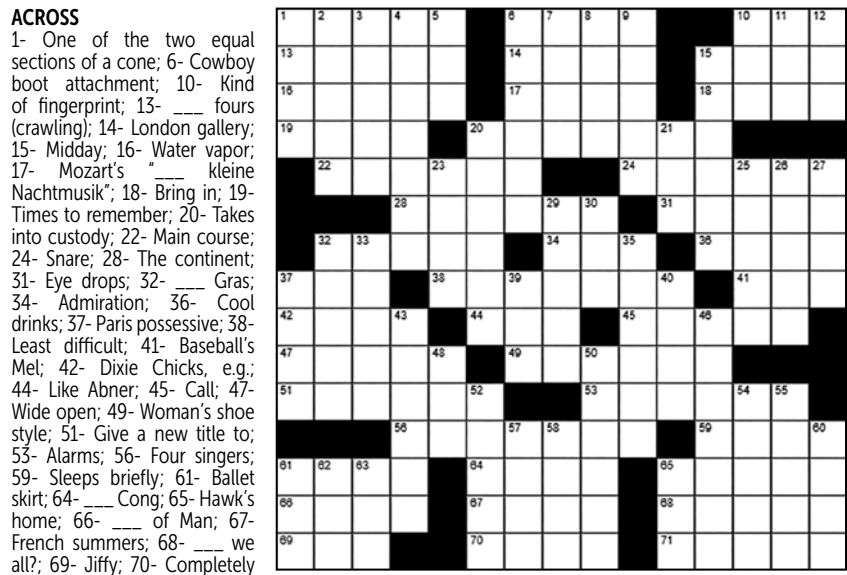 ACROSS
1- One of the two equal
sections of a cone; 6- Cowboy
boot attachment; 10- Kind
of fingerprint; 13- ___ fours
(crawling); 14- London gallery;
15- Midday; 16- Water vapor;
17- Mozart's "___ kleine
Nachtmusik"; 18- Bring in; 19-
Times to remember; 20- Takes
into custody; 22- Main course;
24- Snare; 28- The continent;
31- Eye drops; 32- ___ Gras;
34- Admiration; 36- Cool
drinks; 37- Paris possessive; 38-
Least difficult; 41- Baseball's
Mel; 42- Dixie Chicks, e.g.;
44- Like Abner; 45- Call; 47-
Wide open; 49- Woman's shoe
style; 51- Give a new title to;
53- Alarms; 56- Four singers;
59- Sleeps briefly; 61- Ballet
skirt; 64- ___ Cong; 65- Hawk's
home; 66- ___ of Man; 67-
French summers; 68- ___ we
all?; 69- Jiffy; 70- Completely
1 2 3 4 5 6 7 8 9 10 11 12
13 14 15
16 17 18
19 20 21
22 23 24 25 26 27
28 29 30 31
32 33 34 35 36
37 38 39 40 41
42 43 44 45 46
47 48 49 50
51 52 53 54 55
56 57 58 59 60
61 62 63 64 65
66 67 68
69 70 71